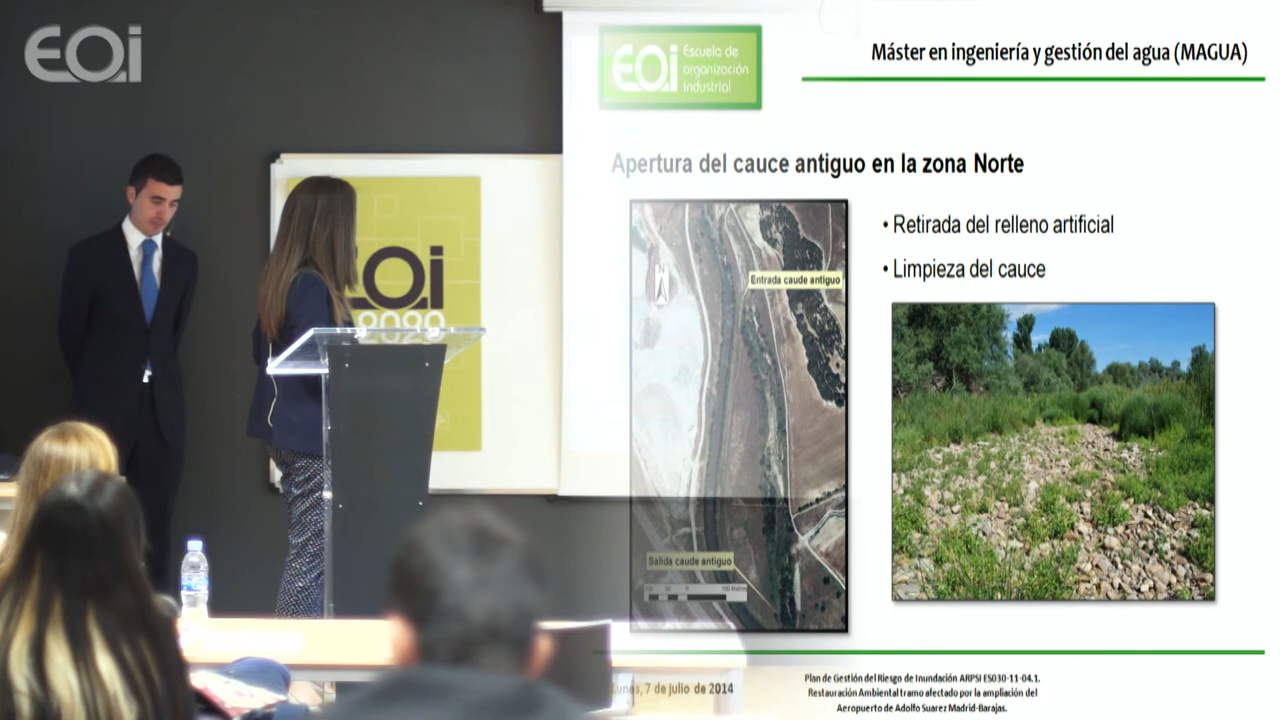 EOi
EOi Escuela de
organización
industrial
Máster en ingeniería y gestión del agua (MAGUA)
Apertura del cauce antiguo en la zona Norte
• Retirada del relleno artificial
• Limpieza del cauce
N
Entrada caude antiguo
EOi
2020
Salida caude antiguo
Lunes, 7 de julio de 2014
Plan de Gestión del Riesgo de Inundación ARPSI ES030-11-04.1.
Restauración Ambiental tramo afectado por la ampliación del
Aeropuerto de Adolfo Suarez Madrid-Barajas.